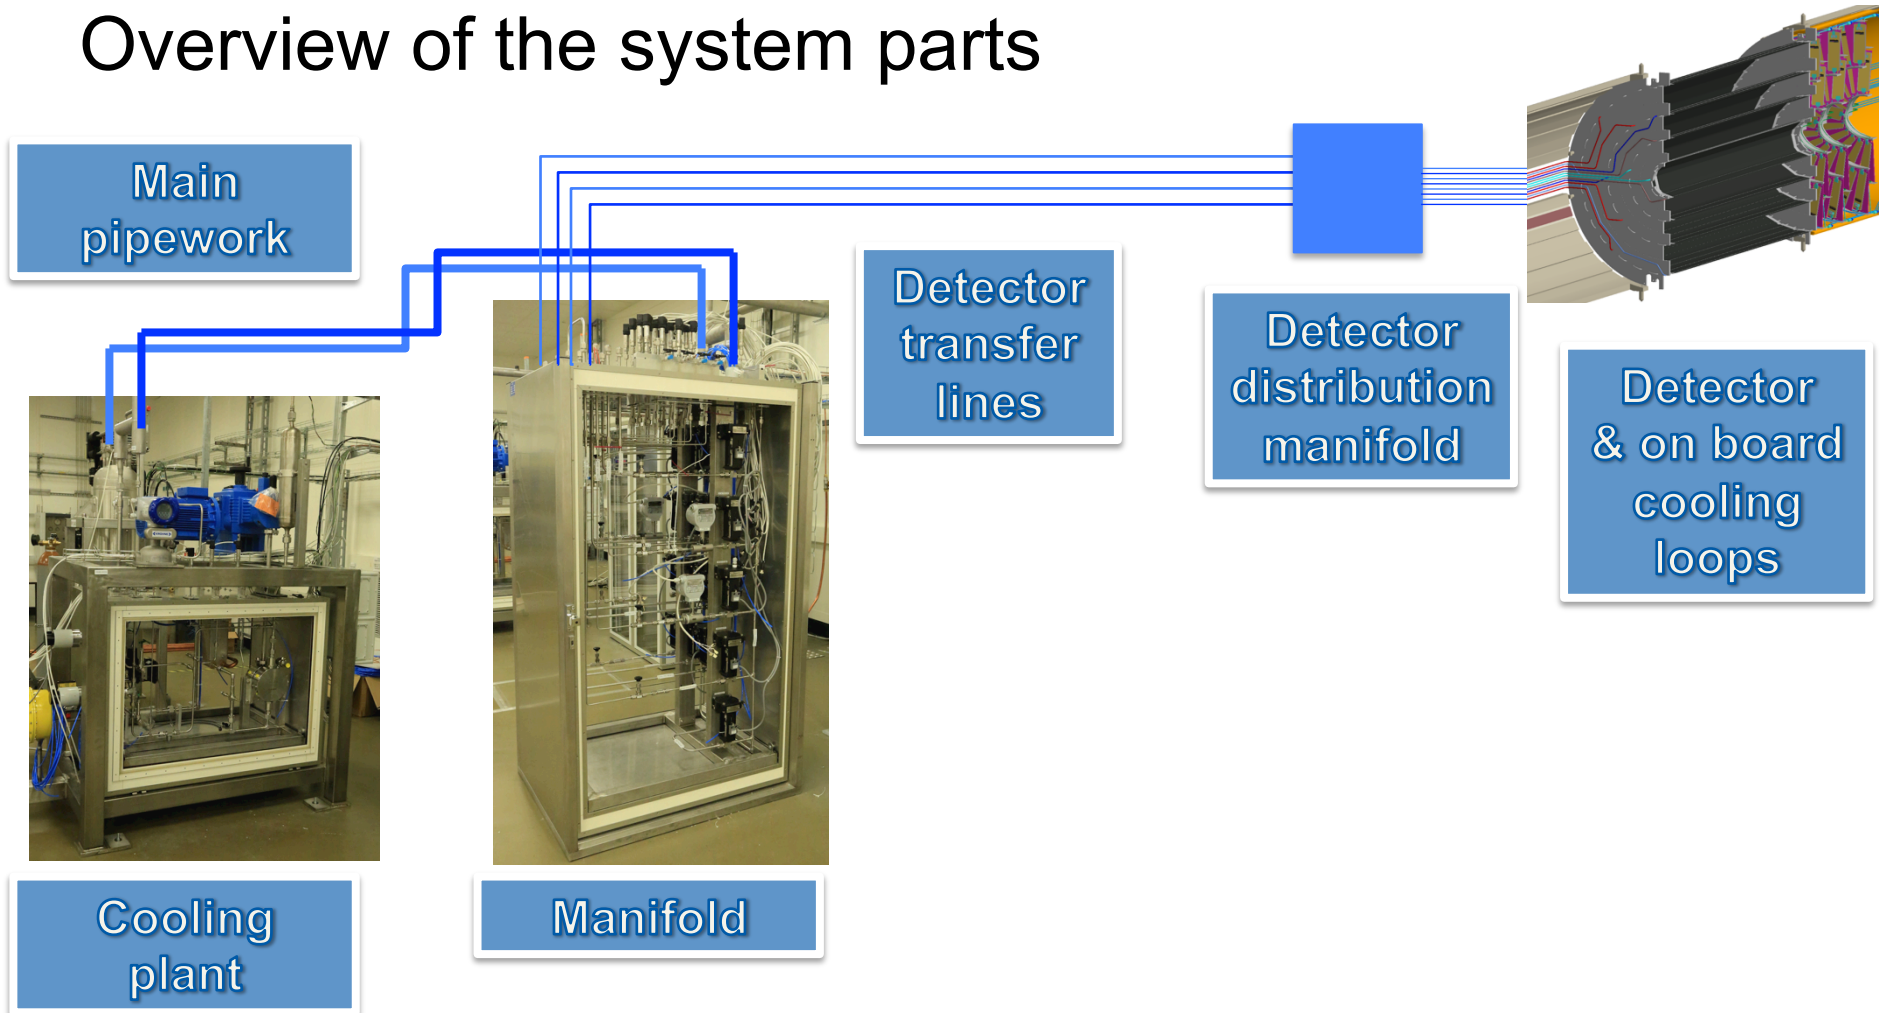 Overview of the system parts
Main
pipework
Detector
transfer
lines
Detector
distribution
manifold
Detector
& on board
cooling
loops
Cooling
plant
Manifold